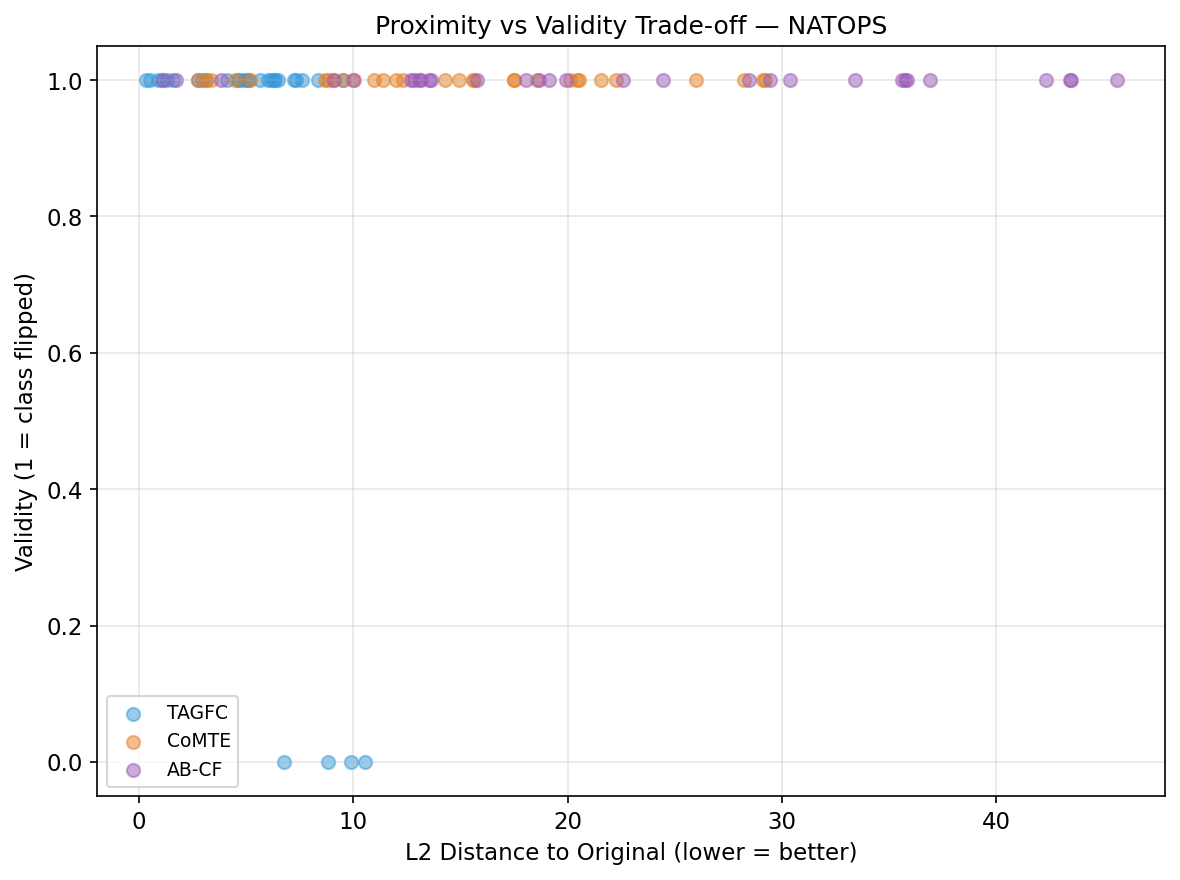 Proximity vs Validity Trade-off — NATOPS
Validity (1 = class flipped)
1.0
0.8
0.6
0.4
0.2
0.0
TAGFC
CoMTE
AB-CF
0 10 20 30 40
L2 Distance to Original (lower = better)